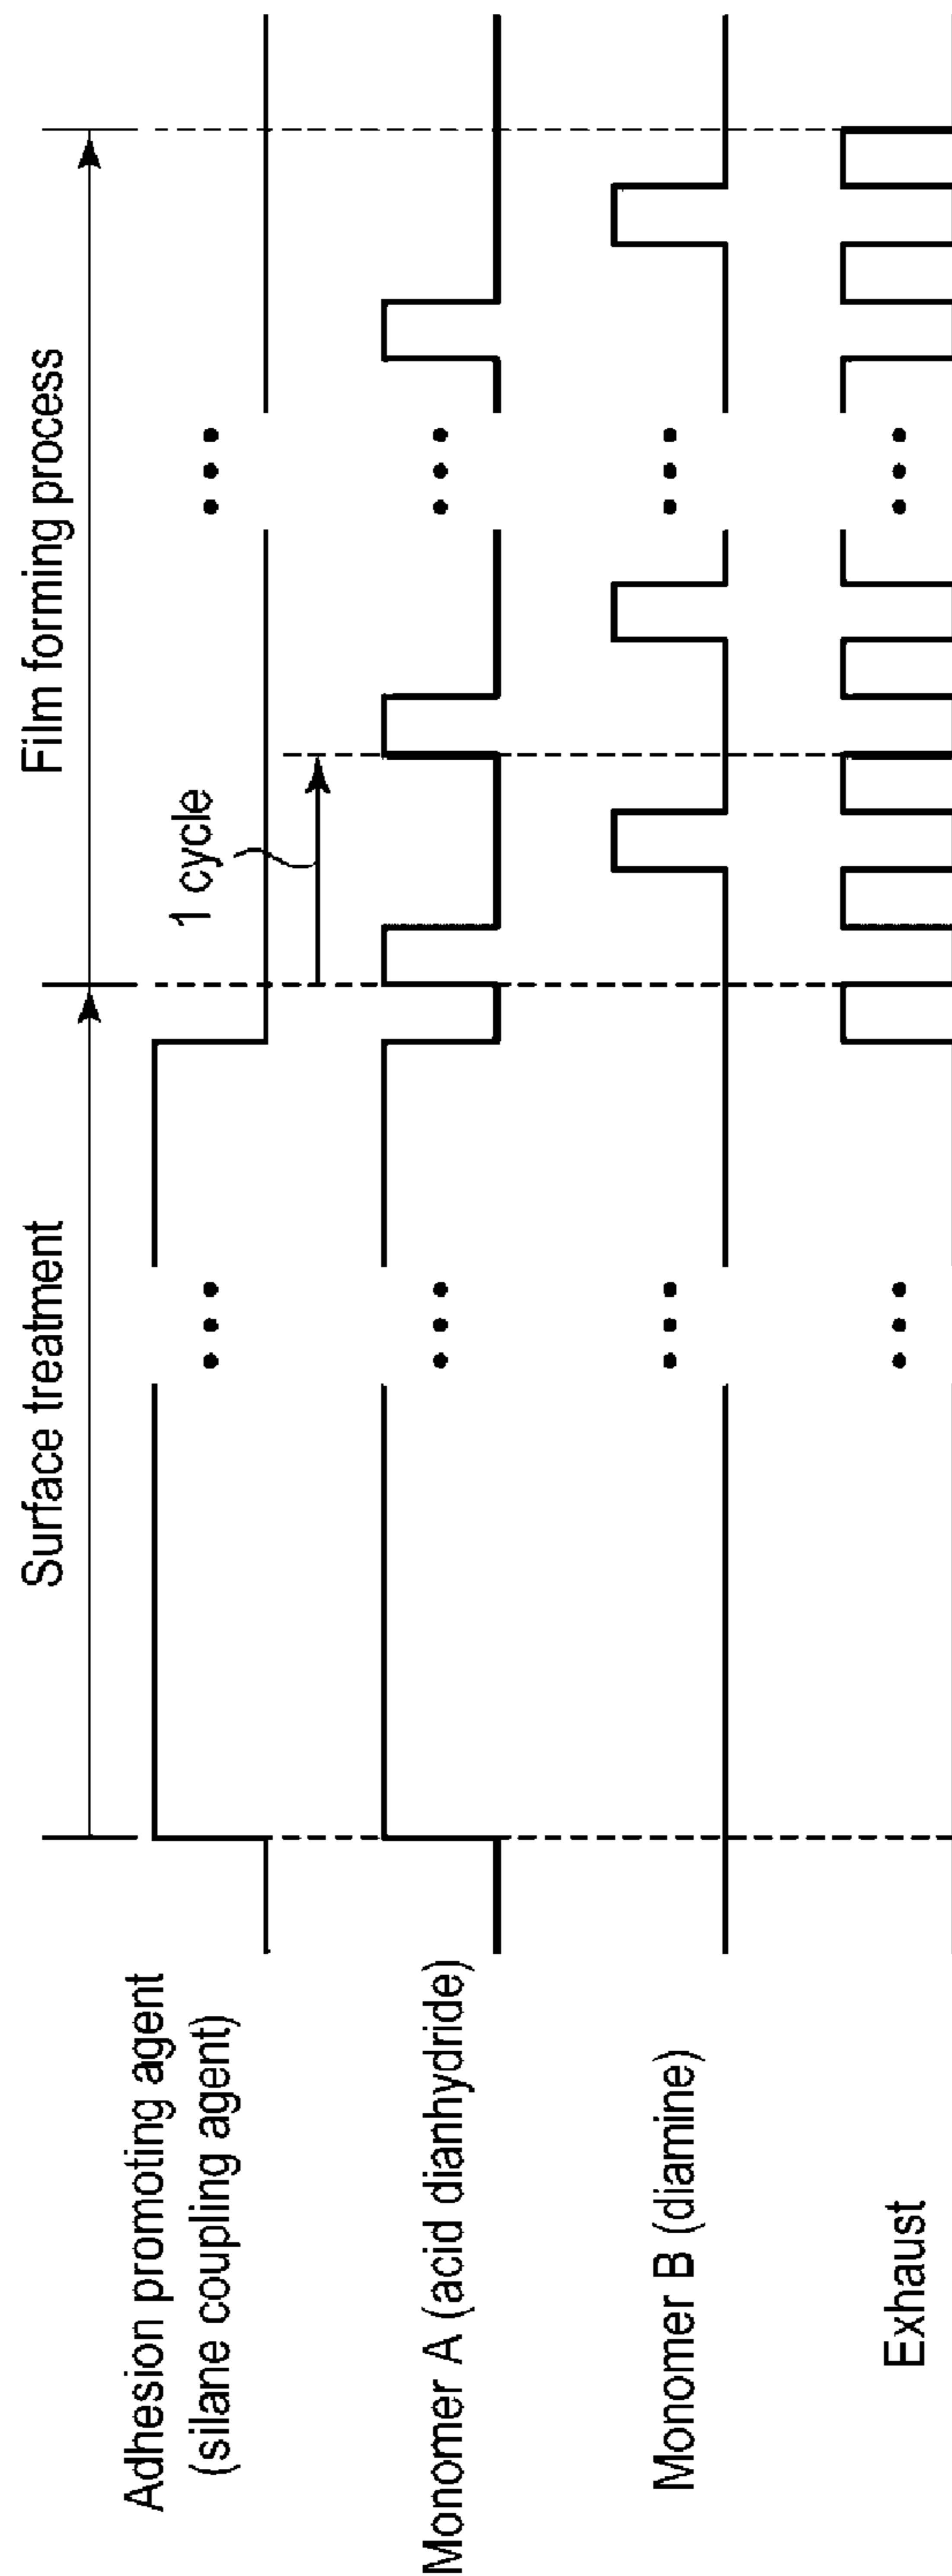 Surface treatment
Film forming process
1 cycle
Adhesion promoting agent
(silane coupling agent)
Monomer A (acid dianhydride)
Monomer B (diamine)
Exhaust